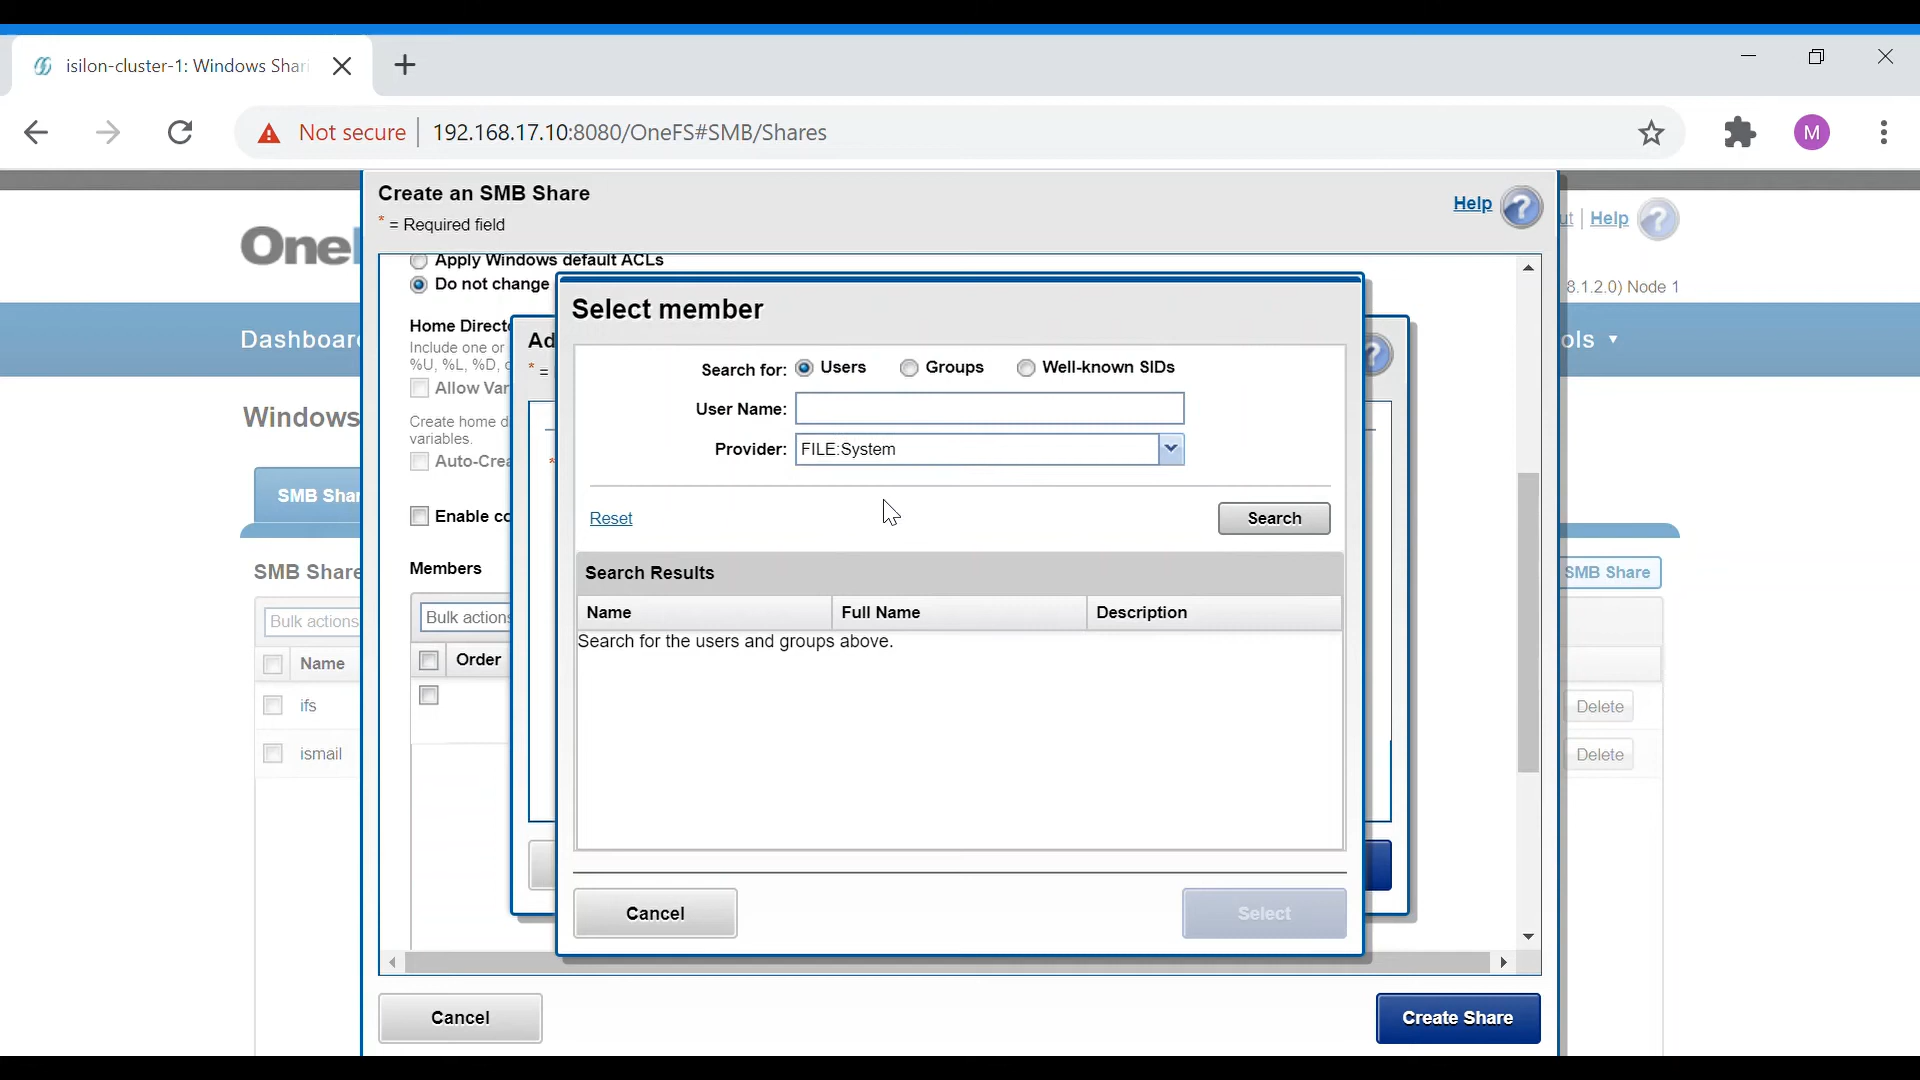 isilon-cluster-1: Windows Shari
Not secure
192.168.17.10:8080/OneFS#SMB/Shares
M
Create an SMB Share
* = Required field
Help
Help
One
8.1.2.0) Node 1
Apply Windows default ACLs
Do not change
Select member
Dashboar
ols
Home Direct
Include one or
%U, %L, %D,
Allow Var
Ad
* =
Search for:
Users
Groups
Well-known SIDs
User Name:
Provider:
FILE:System
Windows
Create home d
variables.
Auto-Crea
*
SMB Shar
Enable co
Reset
Search
SMB Share
Members
Search Results
SMB Share
Bulk actions
Bulk actions
Name
Full Name
Description
Search for the users and groups above.
Name
Order
ifs
Delete
ismail
Delete
Cancel
Select
Cancel
Create Share